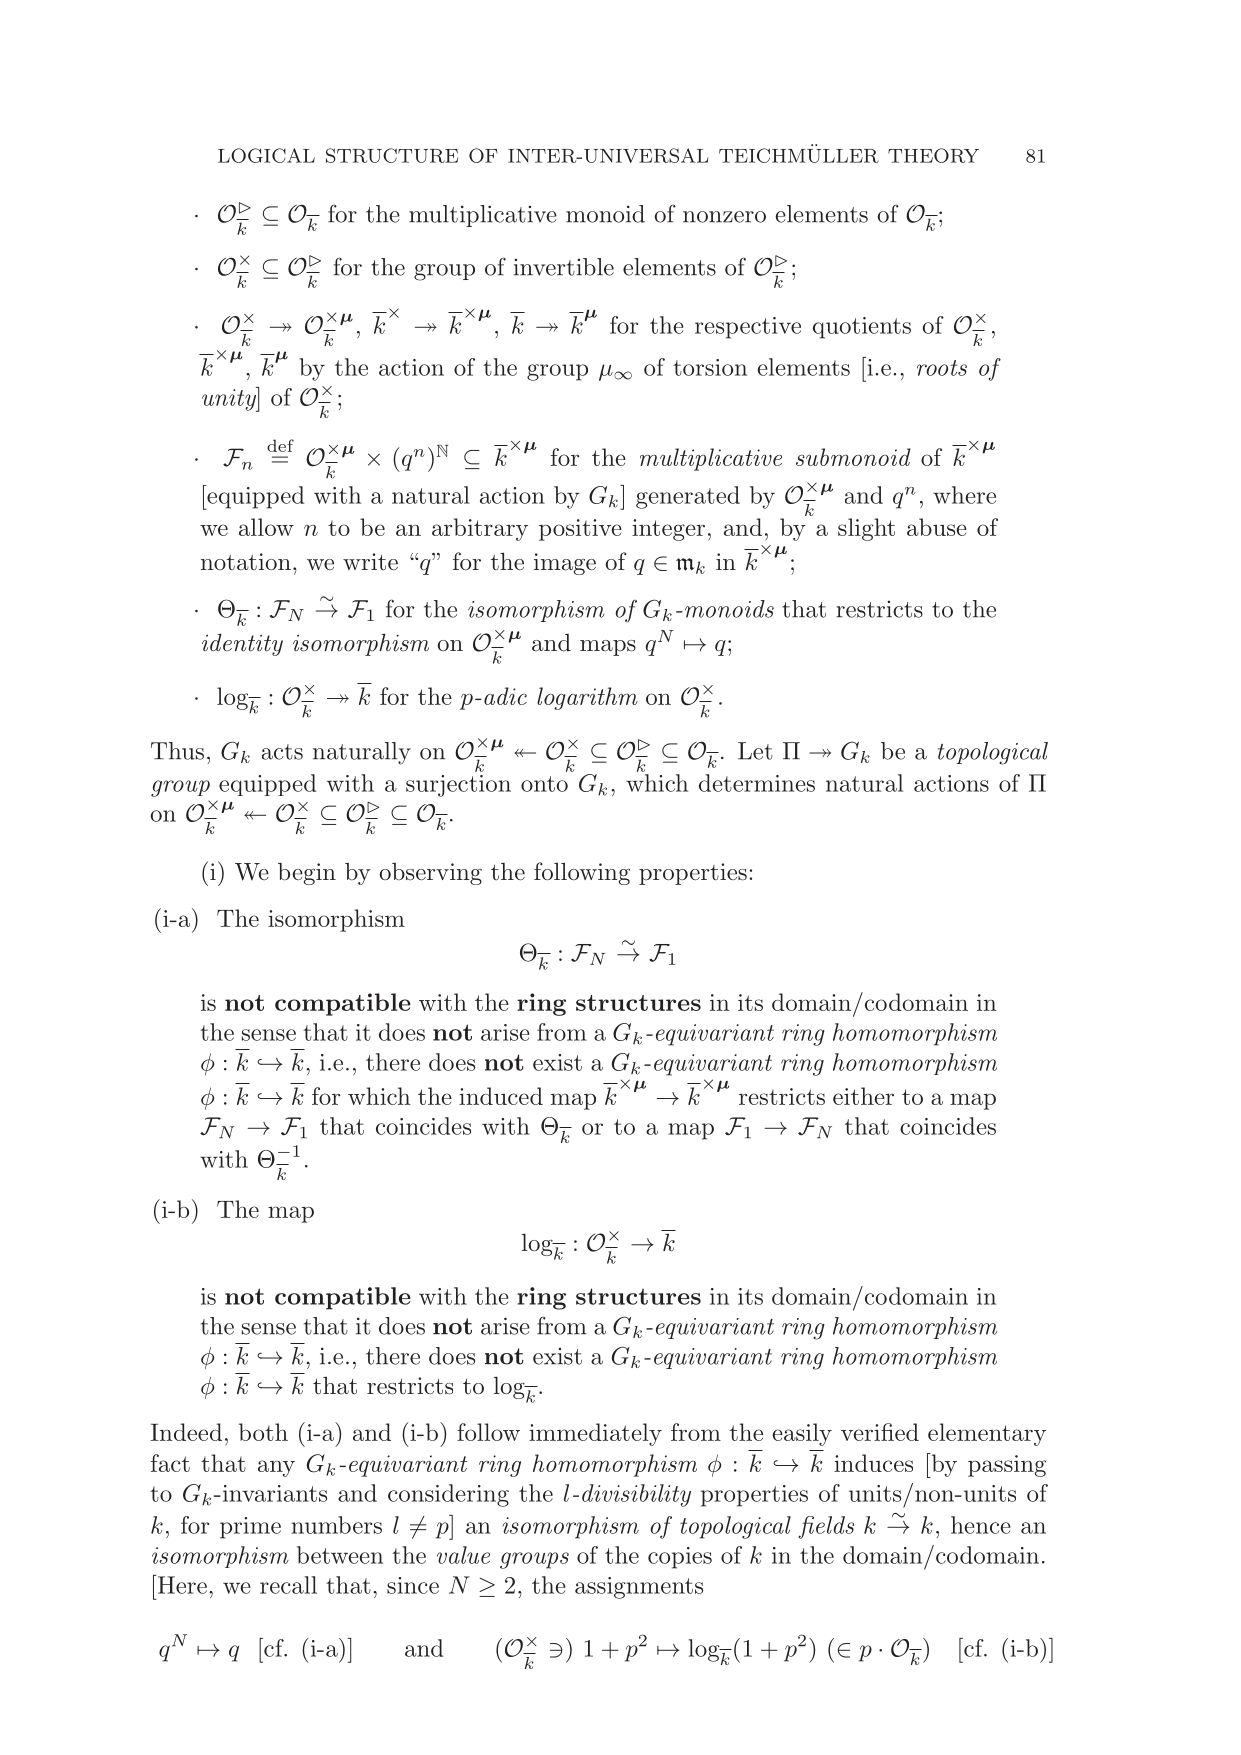 LOGICAL STRUCTURE OF INTER-UNIVERSAL TEICHMÜLLER THEORY 81
· $\mathcal{O}_{\overline{k}}^{\triangleright} \subseteq \mathcal{O}_{\overline{k}}$ for the multiplicative monoid of nonzero elements of $\mathcal{O}_{\overline{k}}$;
· $\mathcal{O}_{\overline{k}}^{\times} \subseteq \mathcal{O}_{\overline{k}}^{\triangleright}$ for the group of invertible elements of $\mathcal{O}_{\overline{k}}^{\triangleright}$;
· $\mathcal{O}_{\overline{k}}^{\times} \twoheadrightarrow \mathcal{O}_{\overline{k}}^{\times\boldsymbol{\mu}}$, $\overline{k}^{\times} \twoheadrightarrow \overline{k}^{\times\boldsymbol{\mu}}$, $\overline{k} \twoheadrightarrow \overline{k}^{\boldsymbol{\mu}}$ for the respective quotients of $\mathcal{O}_{\overline{k}}^{\times}$,
$\overline{k}^{\times\boldsymbol{\mu}}$, $\overline{k}^{\boldsymbol{\mu}}$ by the action of the group $\mu_{\infty}$ of torsion elements [i.e., roots of
unity] of $\mathcal{O}_{\overline{k}}^{\times}$;
· $\mathcal{F}_n \stackrel{\text{def}}{=} \mathcal{O}_{\overline{k}}^{\times\boldsymbol{\mu}} \times (q^n)^{\mathbb{N}} \subseteq \overline{k}^{\times\boldsymbol{\mu}}$ for the multiplicative submonoid of $\overline{k}^{\times\boldsymbol{\mu}}$
[equipped with a natural action by $G_k$] generated by $\mathcal{O}_{\overline{k}}^{\times\boldsymbol{\mu}}$ and $q^n$, where
we allow $n$ to be an arbitrary positive integer, and, by a slight abuse of
notation, we write “$q$” for the image of $q \in \mathfrak{m}_k$ in $\overline{k}^{\times\boldsymbol{\mu}}$;
· $\Theta_{\overline{k}} : \mathcal{F}_N \stackrel{\sim}{\rightarrow} \mathcal{F}_1$ for the isomorphism of $G_k$-monoids that restricts to the
identity isomorphism on $\mathcal{O}_{\overline{k}}^{\times\boldsymbol{\mu}}$ and maps $q^N \mapsto q$;
· $\log_{\overline{k}} : \mathcal{O}_{\overline{k}}^{\times} \twoheadrightarrow \overline{k}$ for the p-adic logarithm on $\mathcal{O}_{\overline{k}}^{\times}$.
Thus, $G_k$ acts naturally on $\mathcal{O}_{\overline{k}}^{\times\boldsymbol{\mu}} \twoheadleftarrow \mathcal{O}_{\overline{k}}^{\times} \subseteq \mathcal{O}_{\overline{k}}^{\triangleright} \subseteq \mathcal{O}_{\overline{k}}$. Let $\Pi \twoheadrightarrow G_k$ be a topological
group equipped with a surjection onto $G_k$, which determines natural actions of $\Pi$
on $\mathcal{O}_{\overline{k}}^{\times\boldsymbol{\mu}} \twoheadleftarrow \mathcal{O}_{\overline{k}}^{\times} \subseteq \mathcal{O}_{\overline{k}}^{\triangleright} \subseteq \mathcal{O}_{\overline{k}}$.
(i) We begin by observing the following properties:
(i-a) The isomorphism
$\Theta_{\overline{k}} : \mathcal{F}_N \stackrel{\sim}{\rightarrow} \mathcal{F}_1$
is not compatible with the ring structures in its domain/codomain in
the sense that it does not arise from a $G_k$-equivariant ring homomorphism
$\phi : \overline{k} \hookrightarrow \overline{k}$, i.e., there does not exist a $G_k$-equivariant ring homomorphism
$\phi : \overline{k} \hookrightarrow \overline{k}$ for which the induced map $\overline{k}^{\times\boldsymbol{\mu}} \rightarrow \overline{k}^{\times\boldsymbol{\mu}}$ restricts either to a map
$\mathcal{F}_N \rightarrow \mathcal{F}_1$ that coincides with $\Theta_{\overline{k}}$ or to a map $\mathcal{F}_1 \rightarrow \mathcal{F}_N$ that coincides
with $\Theta_{\overline{k}}^{-1}$.
(i-b) The map
$\log_{\overline{k}} : \mathcal{O}_{\overline{k}}^{\times} \rightarrow \overline{k}$
is not compatible with the ring structures in its domain/codomain in
the sense that it does not arise from a $G_k$-equivariant ring homomorphism
$\phi : \overline{k} \hookrightarrow \overline{k}$, i.e., there does not exist a $G_k$-equivariant ring homomorphism
$\phi : \overline{k} \hookrightarrow \overline{k}$ that restricts to $\log_{\overline{k}}$.
Indeed, both (i-a) and (i-b) follow immediately from the easily verified elementary
fact that any $G_k$-equivariant ring homomorphism $\phi : \overline{k} \hookrightarrow \overline{k}$ induces [by passing
to $G_k$-invariants and considering the $l$-divisibility properties of units/non-units of
$k$, for prime numbers $l \neq p$] an isomorphism of topological fields $k \stackrel{\sim}{\rightarrow} k$, hence an
isomorphism between the value groups of the copies of $k$ in the domain/codomain.
[Here, we recall that, since $N \geq 2$, the assignments
$q^N \mapsto q$ [cf. (i-a)] and $(\mathcal{O}_{\overline{k}}^{\times} \ni)\ 1 + p^2 \mapsto \log_{\overline{k}}(1 + p^2)\ (\in p \cdot \mathcal{O}_{\overline{k}})$ [cf. (i-b)]